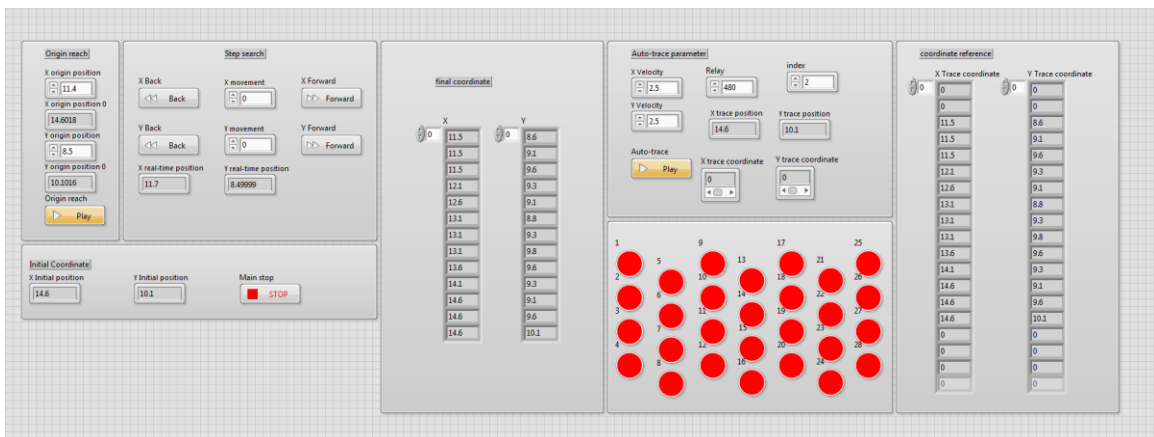 Origin reach
X origin position
11.4
X origin position 0
14.6018
Y origin position
8.5
Y origin position 0
10.1016
Origin reach
Play
Step search
X Back X movement X Forward
Back 0 Forward
Y Back Y movement Y Forward
Back 0 Forward
X real-time position Y real-time position
11.7 8.49999
Initial Coordinate
X Initial position Y Initial position Main stop
14.6 10.1 STOP
final coordinate
X Y
0 11.5 0 8.6
11.5 9.1
11.5 9.6
12.1 9.3
12.6 9.1
13.1 8.8
13.1 9.3
13.1 9.8
13.6 9.6
14.1 9.3
14.6 9.1
14.6 9.6
14.6 10.1
Auto-trace parameter
X Velocity Relay index
2.5 480 2
Y Velocity X trace position Y trace position
2.5 14.6 10.1
Auto-trace X trace coordinate Y trace coordinate
Play 0 0
1 9 17 25
5 13 21
2 10 18 26
6 14 22
3 11 19 27
7 15 23
4 12 20 28
8 16 24
coordinate reference
X Trace coordinate Y Trace coordinate
0 0 0 0
0 0
11.5 8.6
11.5 9.1
11.5 9.6
12.1 9.3
12.6 9.1
13.1 8.8
13.1 9.3
13.1 9.8
13.6 9.6
14.1 9.3
14.6 9.1
14.6 9.6
14.6 10.1
0 0
0 0
0 0
0 0